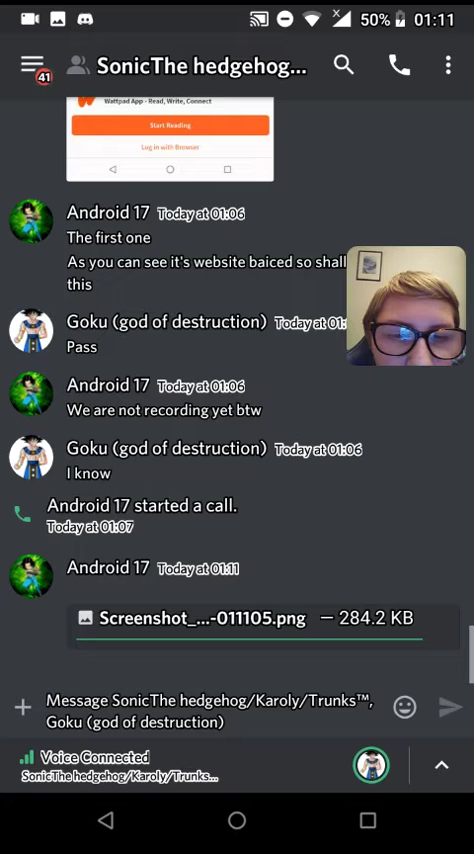 50% 01:11
41
SonicThe hedgehog...
Wattpad App - Read, Write, Connect
Start Reading
Log in with Browser
Android 17 Today at 01:06
The first one
As you can see it's website baiced so shall
this
Goku (god of destruction) Today at 01:
Pass
Android 17 Today at 01:06
We are not recording yet btw
Goku (god of destruction) Today at 01:06
I know
Android 17 started a call.
Today at 01:07
Android 17 Today at 01:11
Screenshot_...-011105.png — 284.2 KB
Message SonicThe hedgehog/Karoly/Trunks™,
Goku (god of destruction)
Voice Connected
SonicThe hedgehog/Karoly/Trunks...